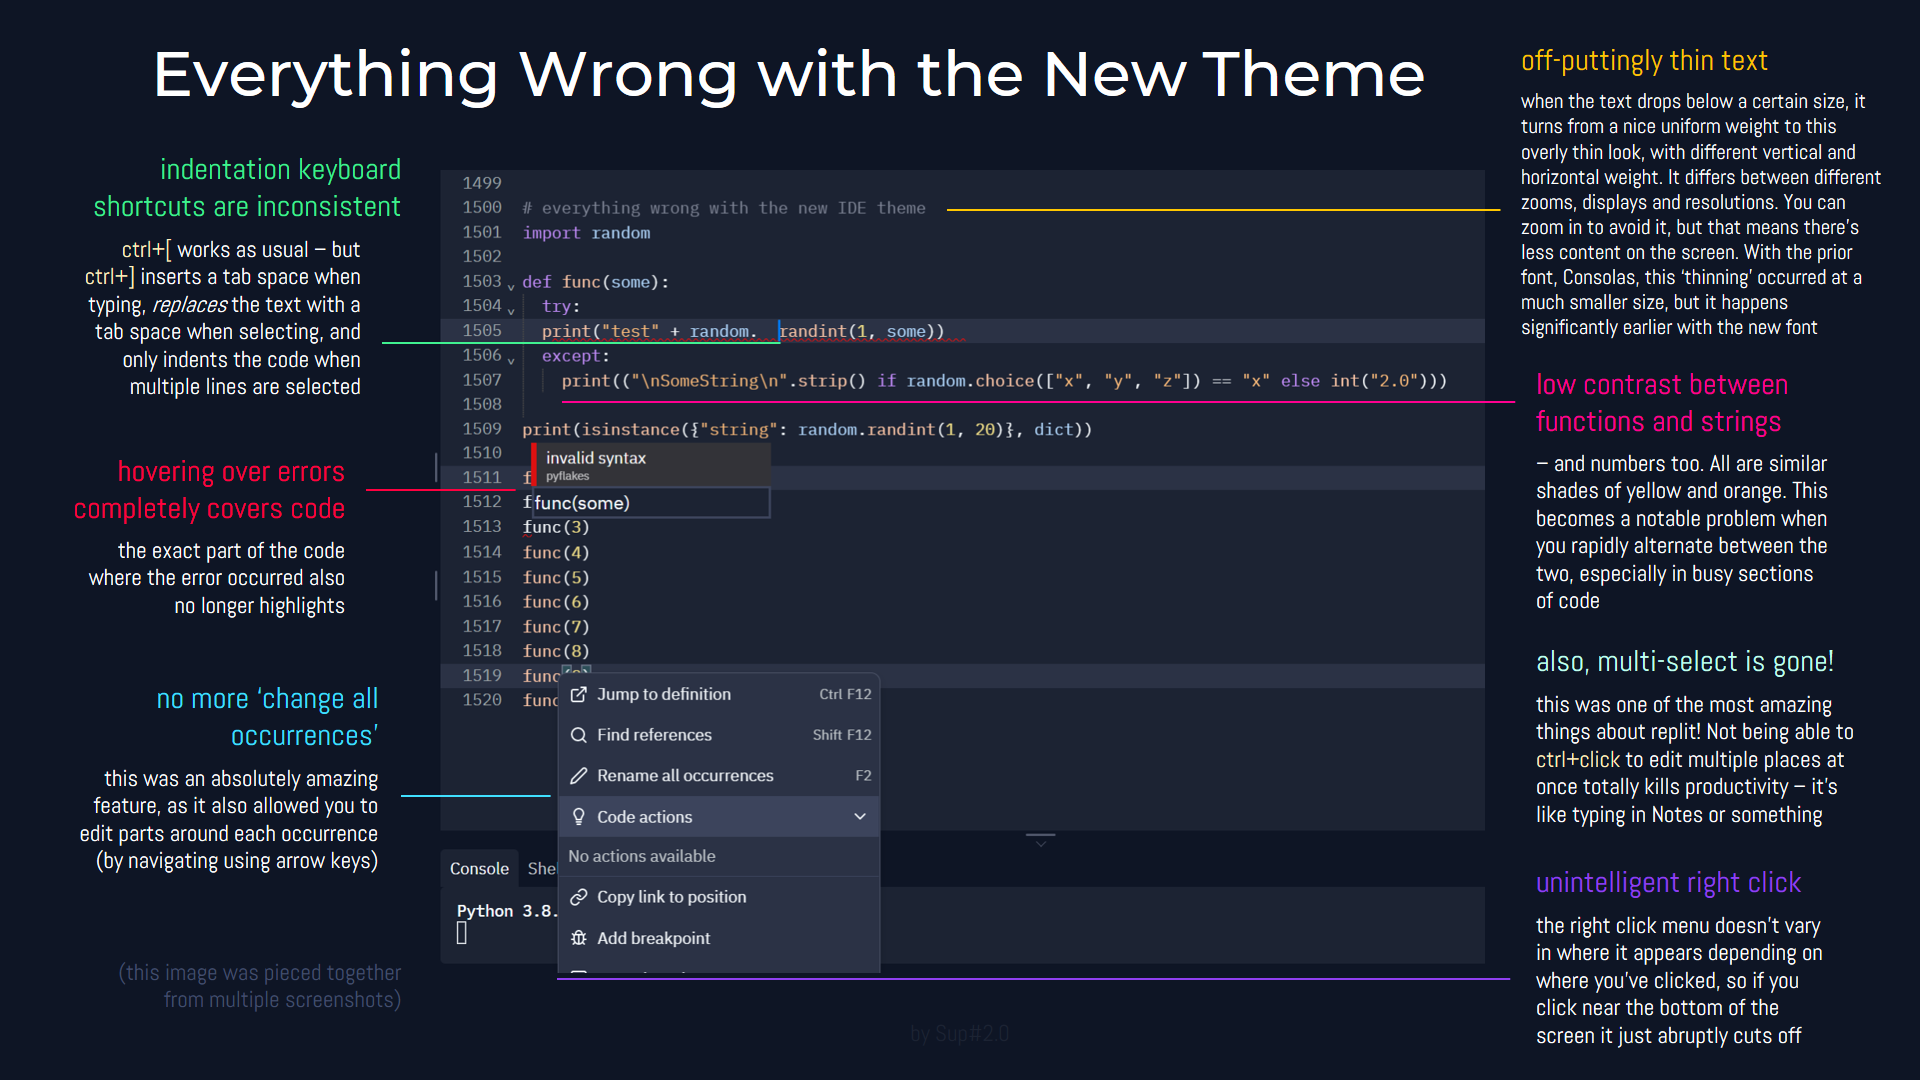 Everything Wrong with the New Theme
indentation keyboard
shortcuts are inconsistent
ctrl+[ works as usual – but
ctrl+] inserts a tab space when
typing, replaces the text with a
tab space when selecting, and
only indents the code when
multiple lines are selected
hovering over errors
completely covers code
the exact part of the code
where the error occurred also
no longer highlights
no more ‘change all
occurrences’
this was an absolutely amazing
feature, as it also allowed you to
edit parts around each occurrence
(by navigating using arrow keys)
(this image was pieced together
from multiple screenshots)
1499
1500 # everything wrong with the new IDE theme
1501 import random
1502
1503 def func(some):
1504 try:
1505 print("test" + random. randint(1, some))
1506 except:
1507 print(("\nSomeString\n".strip() if random.choice(["x", "y", "z"]) == "x" else int("2.0")))
1508
1509 print(isinstance({"string": random.randint(1, 20)}, dict))
1510
invalid syntax
pyflakes
1511 f
1512 f
func(some)
1513 func(3)
1514 func(4)
1515 func(5)
1516 func(6)
1517 func(7)
1518 func(8)
1519 func
1520 func
Jump to definition Ctrl F12
Find references Shift F12
Rename all occurrences F2
Code actions
No actions available
Copy link to position
Add breakpoint
Console She
Python 3.8.
off-puttingly thin text
when the text drops below a certain size, it
turns from a nice uniform weight to this
overly thin look, with different vertical and
horizontal weight. It differs between different
zooms, displays and resolutions. You can
zoom in to avoid it, but that means there’s
less content on the screen. With the prior
font, Consolas, this ‘thinning’ occurred at a
much smaller size, but it happens
significantly earlier with the new font
low contrast between
functions and strings
– and numbers too. All are similar
shades of yellow and orange. This
becomes a notable problem when
you rapidly alternate between the
two, especially in busy sections
of code
also, multi-select is gone!
this was one of the most amazing
things about replit! Not being able to
ctrl+click to edit multiple places at
once totally kills productivity – it’s
like typing in Notes or something
unintelligent right click
the right click menu doesn’t vary
in where it appears depending on
where you’ve clicked, so if you
click near the bottom of the
screen it just abruptly cuts off
by Sup#2.0